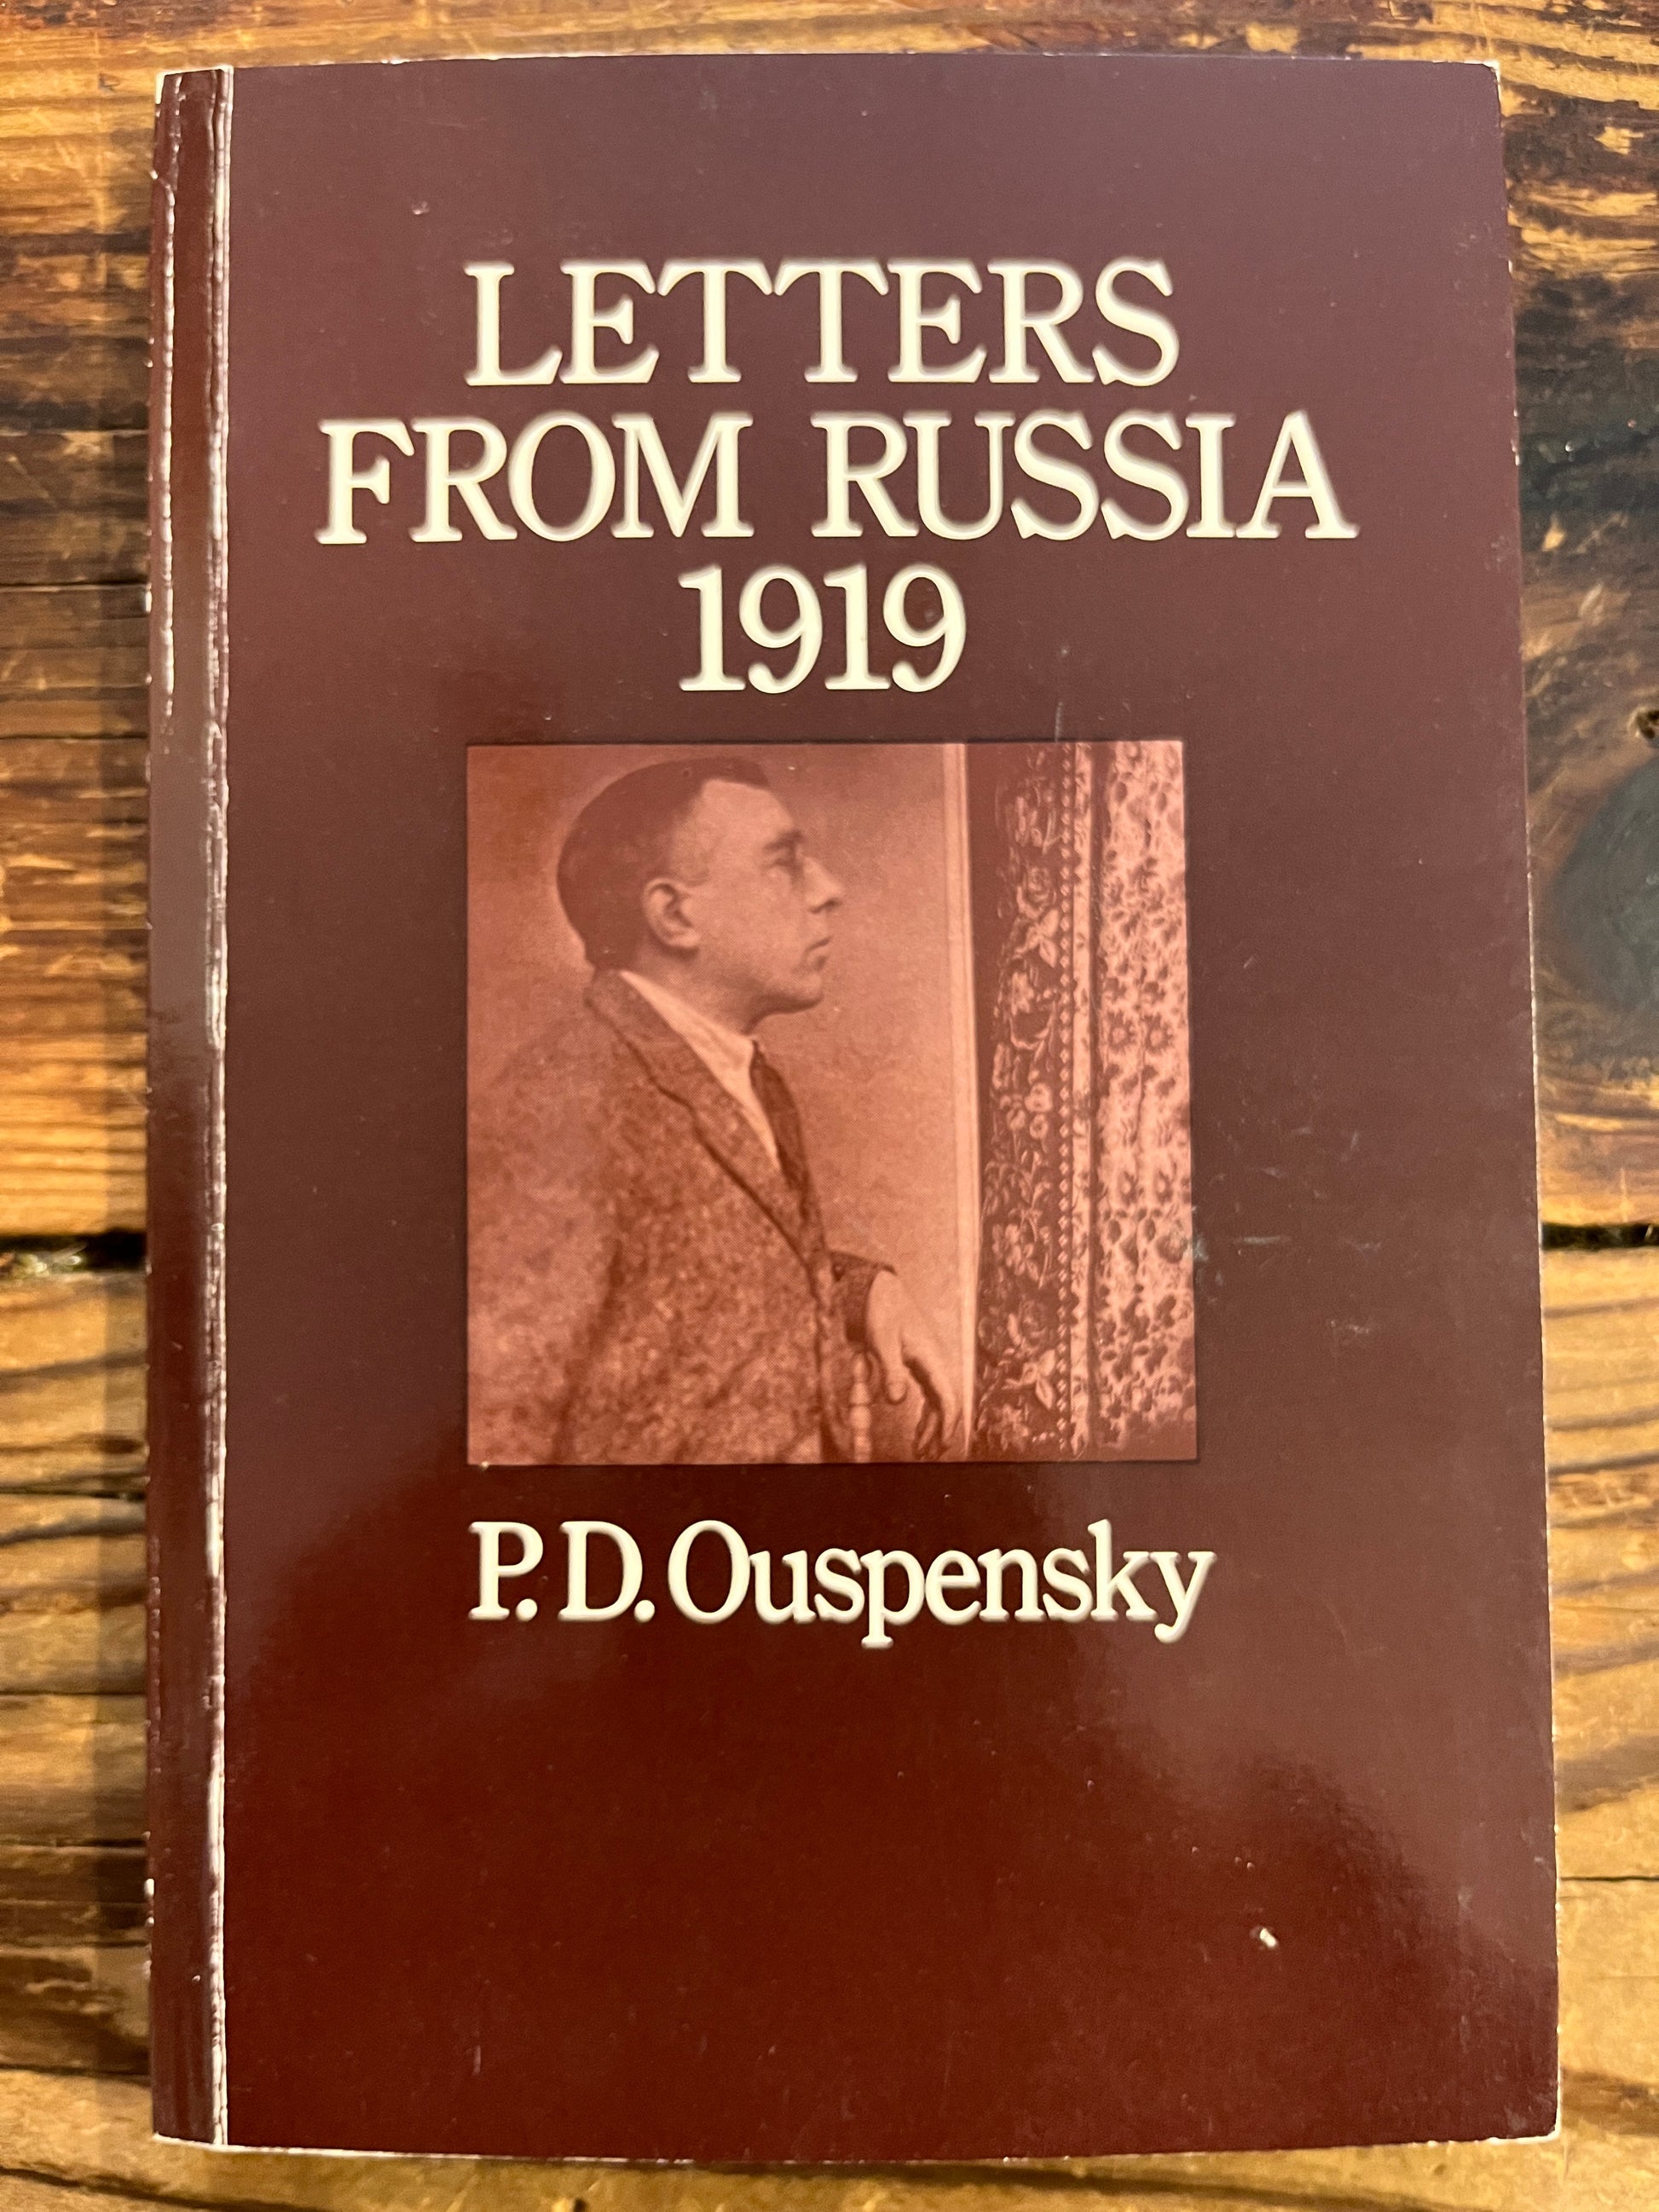 LETTERS
FROM RUSSIA
1919
P. D. Ouspensky